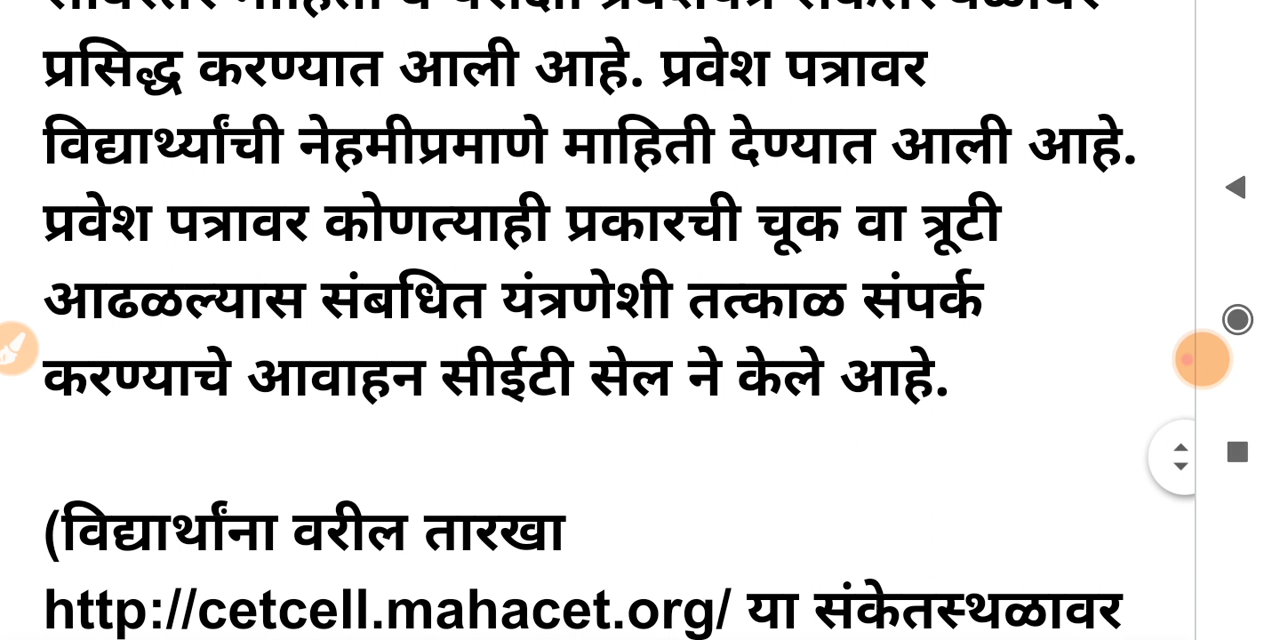 प्रसिद्ध करण्यात आली आहे. प्रवेश पत्रावर
विद्यार्थ्यांची नेहमीप्रमाणे माहिती देण्यात आली आहे.
प्रवेश पत्रावर कोणत्याही प्रकारची चूक वा त्रूटी
आढळल्यास संबधित यंत्रणेशी तत्काळ संपर्क
करण्याचे आवाहन सीईटी सेल ने केले आहे.
(विद्यार्थांना वरील तारखा
http://cetcell.mahacet.org/ या संकेतस्थळावर